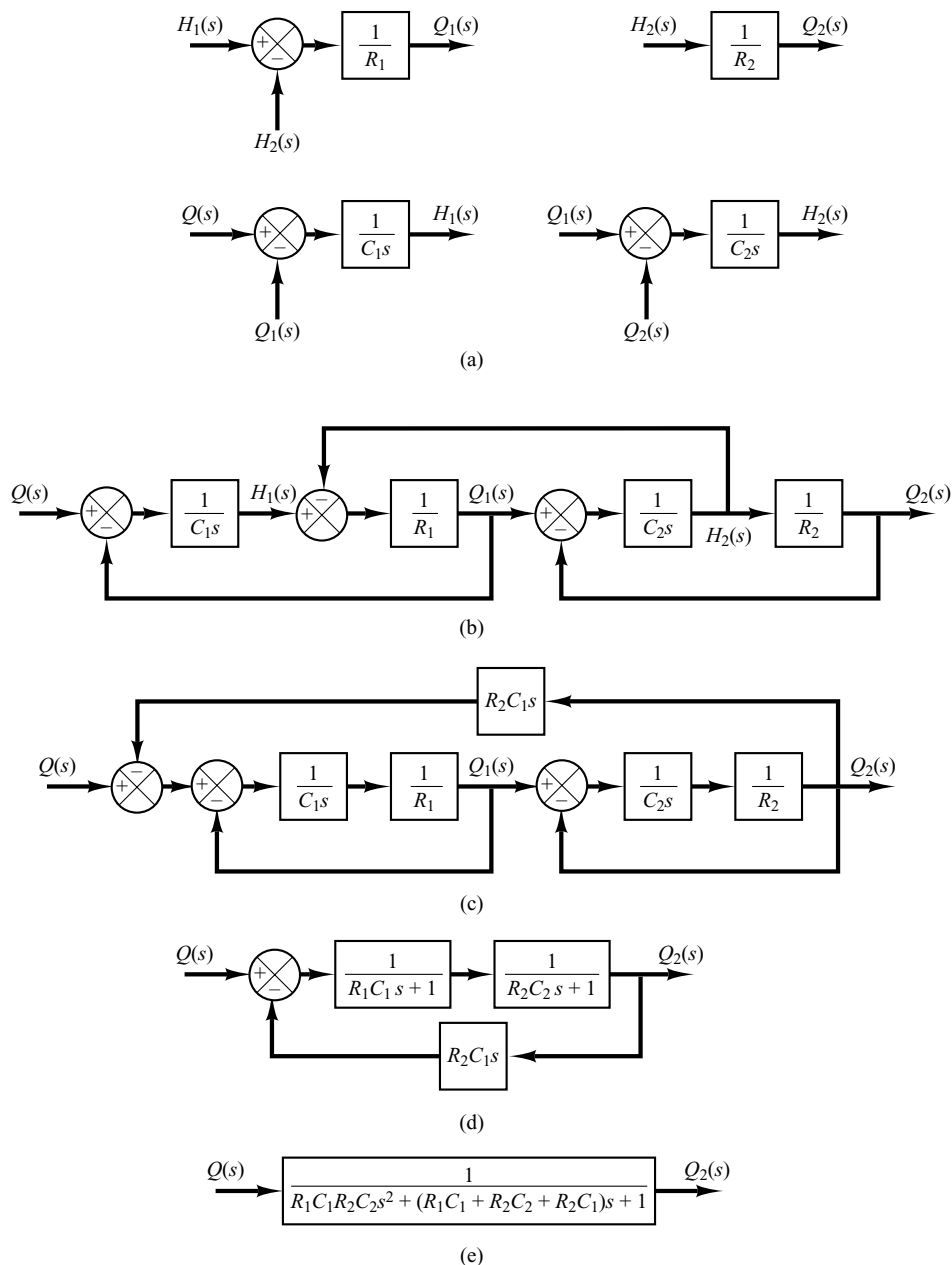 H1(s) + − 1/R1 Q1(s)
H2(s)
H2(s) 1/R2 Q2(s)
Q(s) + − 1/C1s H1(s)
Q1(s)
Q1(s) + − 1/C2s H2(s)
Q2(s)
(a)
Q(s) + − 1/C1s H1(s) − + 1/R1 Q1(s) + − 1/C2s H2(s) 1/R2 Q2(s)
(b)
R2C1s
Q(s) − + + − 1/C1s 1/R1 Q1(s) + − 1/C2s 1/R2 Q2(s)
(c)
Q(s) + − 1/(R1C1 s + 1) 1/(R2C2 s + 1) Q2(s)
R2C1s
(d)
Q(s) 1/(R1C1R2C2s² + (R1C1 + R2C2 + R2C1)s + 1) Q2(s)
(e)